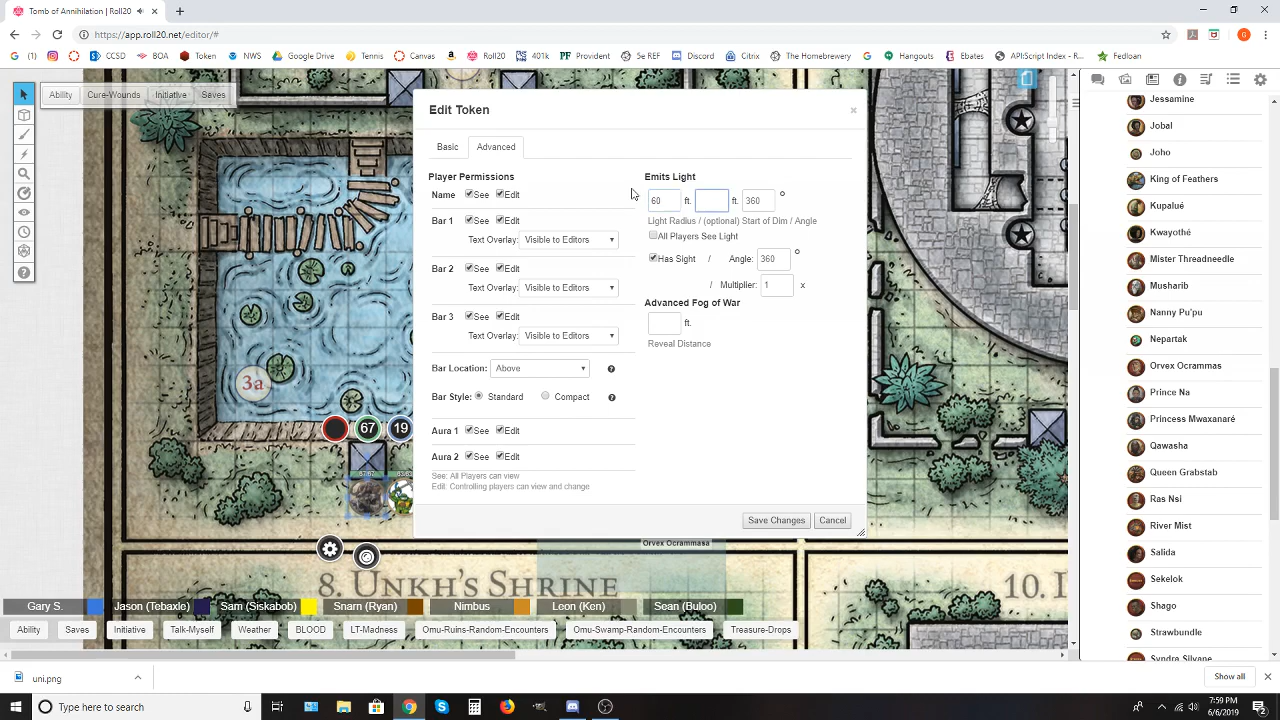 Tomb of Annihilation | Roll20
https://app.roll20.net/editor/#
G (1)
Instagram
CCSD
BOA
NWS
Google Drive
Tennis
Canvas
eBay
401k
Provident
Se REF
Discord
Citrix
The Homebrewery
Hangouts
Ebates
APIScript Index - T
Fedloan
Ability
Cure-Wounds
Initiative
Saves
Edit Token
Basic
Advanced
Player Permissions
Name See Edit
Bar 1 See Edit
Text Overlay: Visible to Editors
Bar 2 See Edit
Text Overlay: Visible to Editors
Bar 3 See Edit
Text Overlay: Visible to Editors
Bar Location: Above
Bar Style: Standard Compact
Aura 1 See Edit
Aura 2 See Edit
See: All Players can view
Edit: Controlling players can view and change
Emits Light
60 ft. ft. 360 °
Light Radius / (optional) Start of Dim / Angle
All Players See Light
Has Sight / Angle: 360 °
/ Multiplier: 1 x
Advanced Fog of War
ft.
Reveal Distance
Save Changes
Cancel
3a
67
19
Orvex Ocrammasa
8. Unkh's Shrine
10.
Gary S.
Jason (Tebaxle)
Sam (Siskabob)
Snarn (Ryan)
Nimbus
Leon (Ken)
Sean (Buloo)
Ability
Saves
Initiative
Talk-Myself
Weather
BLOOD
LT-Madness
Omu-Ruins-Random-Encounters
Omu-Swamp-Random-Encounters
Treasure-Drops
Jessamine
Jobal
Joho
King of Feathers
Kupalué
Kwayothé
Mister Threadneedle
Musharib
Nanny Pu'pu
Nepartak
Orvex Ocrammas
Prince Na
Princess Mwaxanaré
Qawasha
Queen Grabstab
Ras Nsi
River Mist
Salida
Sekelok
Shago
Strawbundle
Syndra Silvane
uni.png
Show all
Type here to search
7:59 PM
6/6/2019